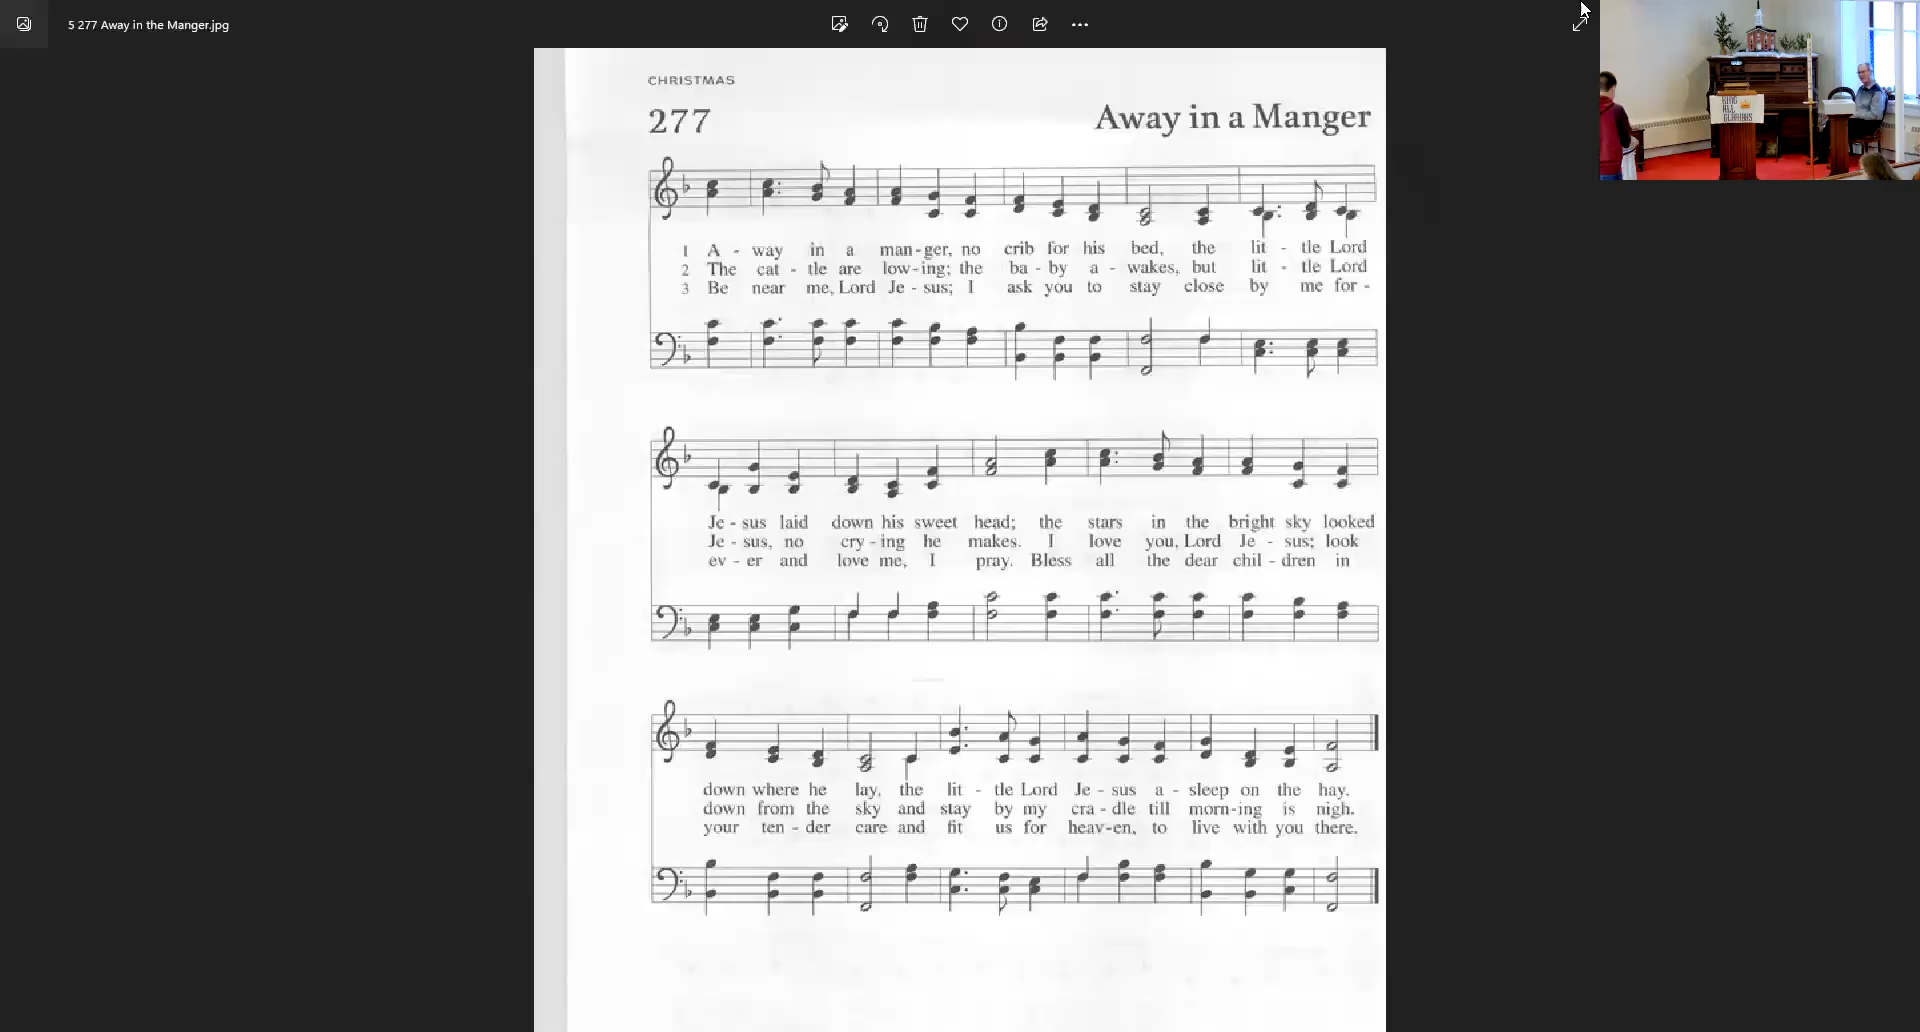 5 277 Away in the Manger.jpg
CHRISTMAS
277
Away in a Manger
1 A - way in a man - ger, no crib for his bed, the lit - tle Lord
2 The cat - tle are low - ing; the ba - by a - wakes, but lit - tle Lord
3 Be near me, Lord Je - sus; I ask you to stay close by me for -
Je - sus laid down his sweet head; the stars in the bright sky looked
Je - sus, no cry - ing he makes. I love you, Lord Je - sus; look
ev - er and love me, I pray. Bless all the dear chil - dren in
down where he lay, the lit - tle Lord Je - sus a - sleep on the hay.
down from the sky and stay by my cra - dle till morn - ing is nigh.
your ten - der care and fit us for heav - en, to live with you there.
KING
ALL
GLORIOUS